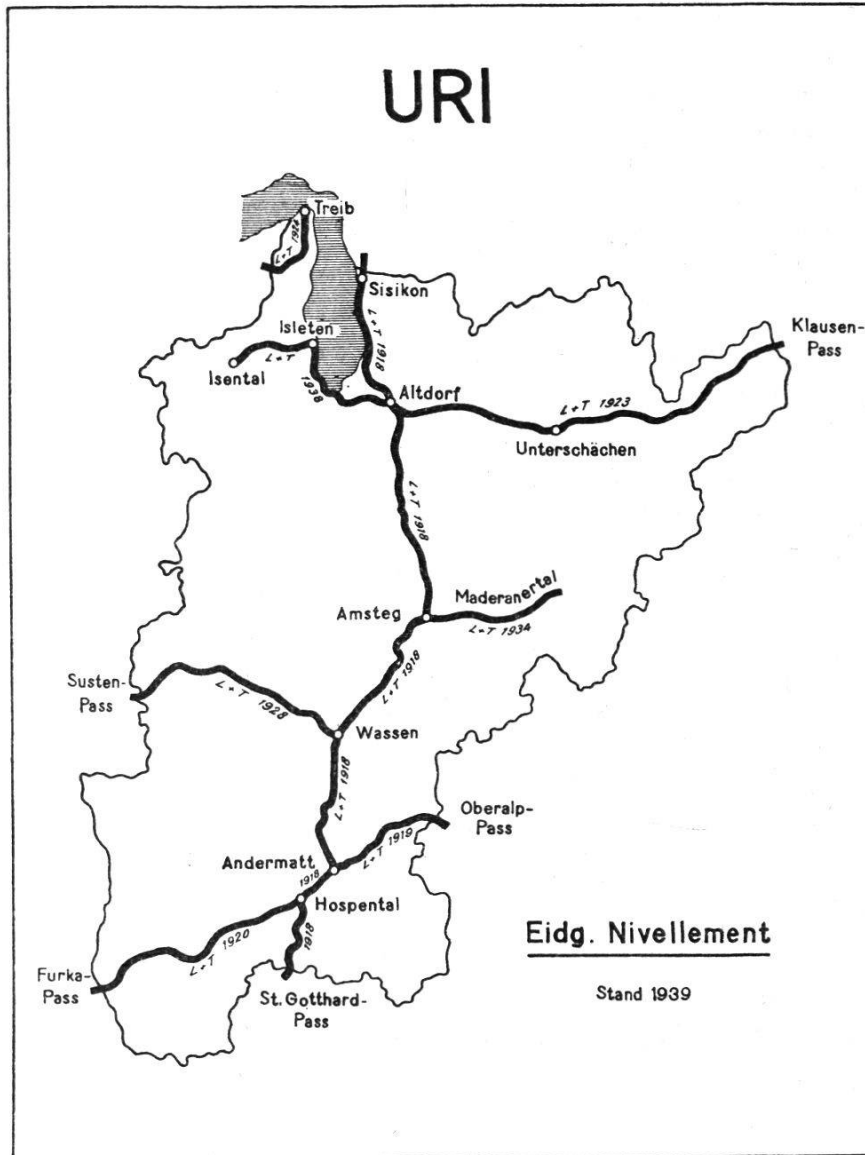 URI
Treib
L+T 1924
Sisikon
Isleten
L+T 1918
Klausen-
Pass
L+T
Isental
1938
Altdorf
L+T 1923
Unterschächen
L+T 1918
Maderanertal
Amsteg
L+T 1934
L+T 1918
Susten-
Pass
L+T 1928
Wassen
L+T 1918
Oberalp-
Pass
L+T 1919
Andermatt
1918
Hospental
Eidg. Nivellement
L+T 1920
1918
Furka-
Pass
St. Gotthard-
Pass
Stand 1939